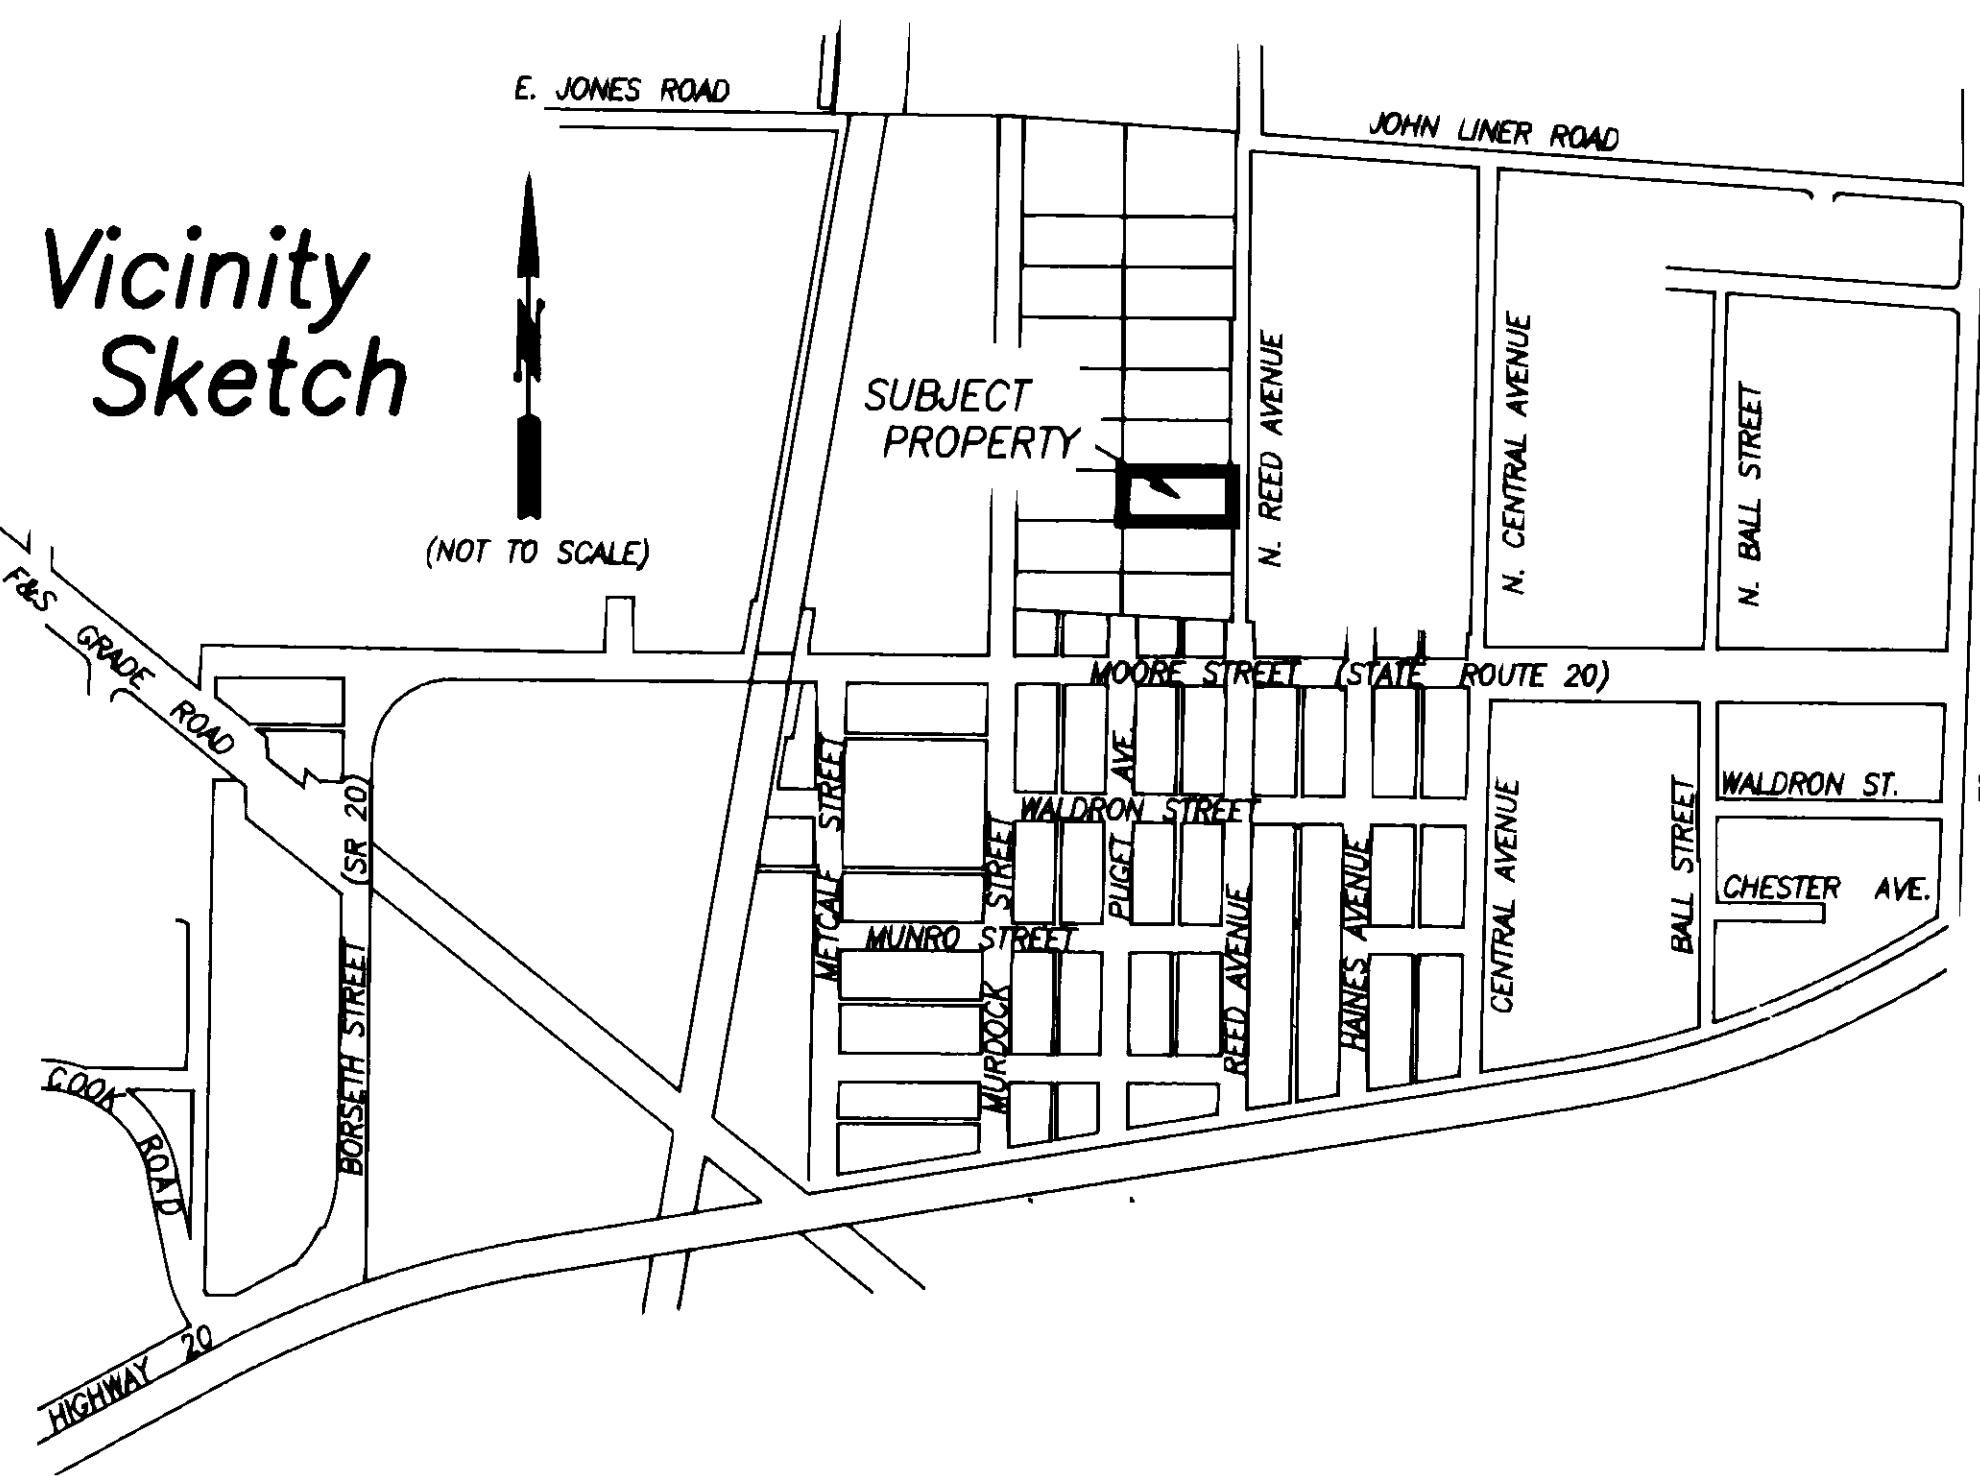 E. JONES ROAD
JOHN LINER ROAD
Vicinity
Sketch
N
(NOT TO SCALE)
SUBJECT
PROPERTY
N. REED AVENUE
N. CENTRAL AVENUE
N. BALL STREET
F&S GRADE ROAD
MOORE STREET (STATE ROUTE 20)
(SR 20)
BORSETH STREET
METCALF STREET
MURDOCK STREET
WALDRON STREET
PUGET AVE.
MUNRO STREET
REED AVENUE
HAINES AVENUE
CENTRAL AVENUE
BALL STREET
WALDRON ST.
CHESTER AVE.
COOK ROAD
HIGHWAY 20